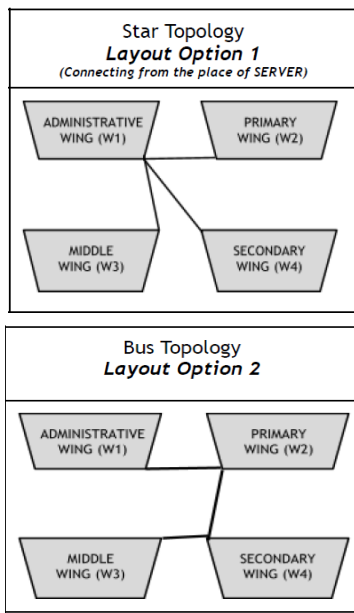 Star Topology
Layout Option 1
(Connecting from the place of SERVER)
ADMINISTRATIVE
WING (W1)
PRIMARY
WING (W2)
MIDDLE
WING (W3)
SECONDARY
WING (W4)
Bus Topology
Layout Option 2
ADMINISTRATIVE
WING (W1)
PRIMARY
WING (W2)
MIDDLE
WING (W3)
SECONDARY
WING (W4)